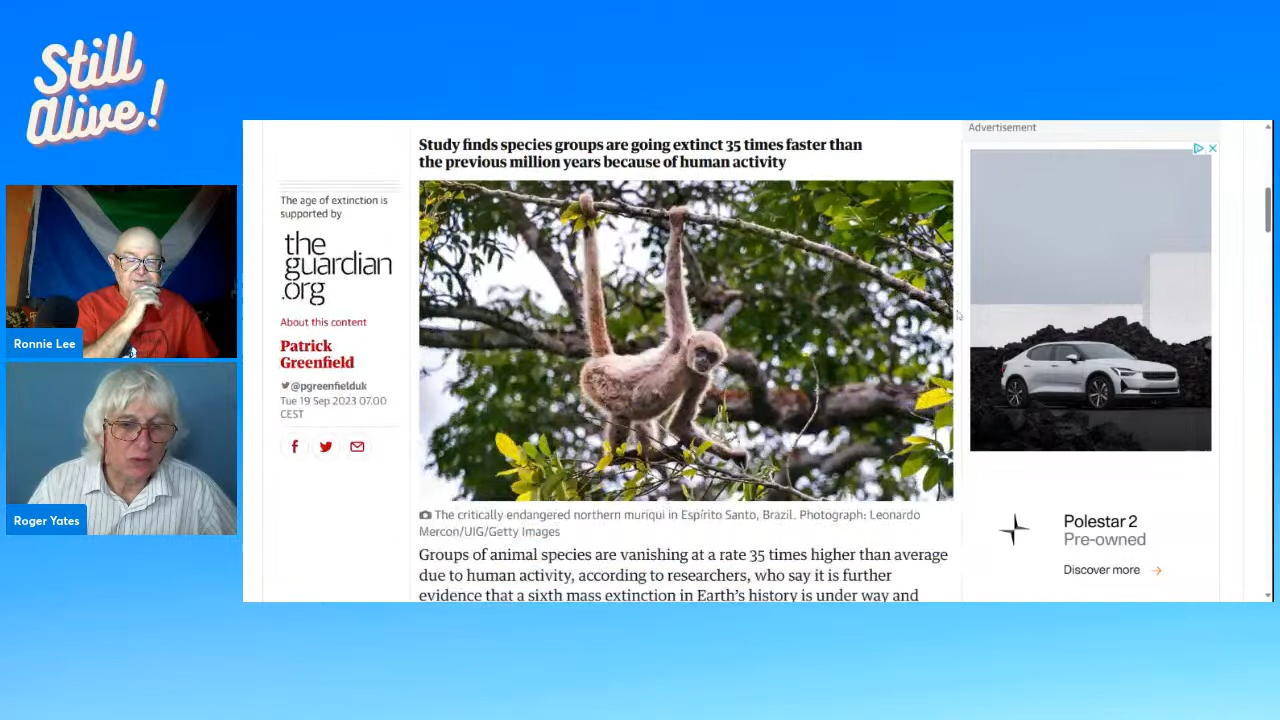 Still
Alive!
Ronnie Lee
Roger Yates
The age of extinction is
supported by
the
guardian
.org
About this content
Patrick
Greenfield
@pgreenfielduk
Tue 19 Sep 2023 07.00
CEST
Study finds species groups are going extinct 35 times faster than
the previous million years because of human activity
The critically endangered northern muriqui in Espírito Santo, Brazil. Photograph: Leonardo
Mercon/UIG/Getty Images
Groups of animal species are vanishing at a rate 35 times higher than average
due to human activity, according to researchers, who say it is further
evidence that a sixth mass extinction in Earth's history is under way and
Advertisement
Polestar 2
Pre-owned
Discover more